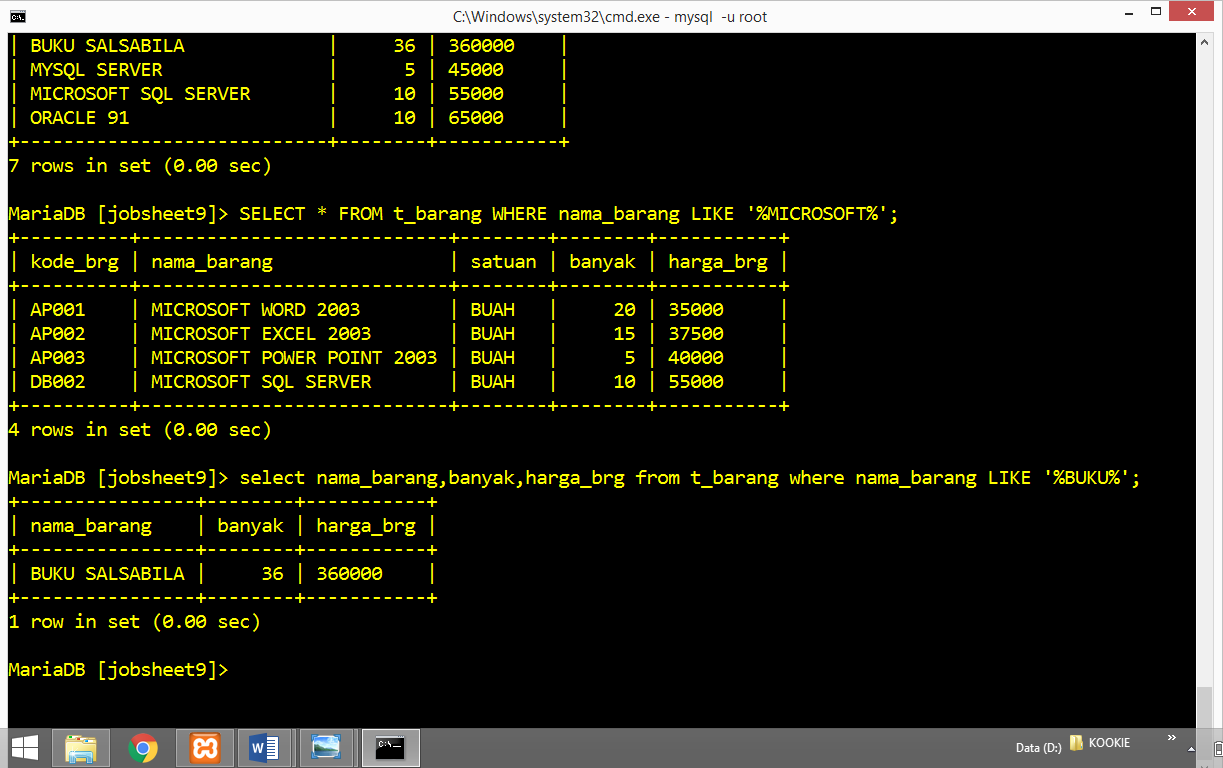 C:\Windows\system32\cmd.exe - mysql  -u root
| BUKU SALSABILA             |     36 | 360000    |
| MYSQL SERVER               |      5 | 45000     |
| MICROSOFT SQL SERVER       |     10 | 55000     |
| ORACLE 91                  |     10 | 65000     |
+----------------------------+--------+-----------+
7 rows in set (0.00 sec)
MariaDB [jobsheet9]> SELECT * FROM t_barang WHERE nama_barang LIKE '%MICROSOFT%';
+----------+----------------------------+--------+--------+-----------+
| kode_brg | nama_barang                | satuan | banyak | harga_brg |
+----------+----------------------------+--------+--------+-----------+
| AP001    | MICROSOFT WORD 2003        | BUAH   |     20 | 35000     |
| AP002    | MICROSOFT EXCEL 2003       | BUAH   |     15 | 37500     |
| AP003    | MICROSOFT POWER POINT 2003 | BUAH   |      5 | 40000     |
| DB002    | MICROSOFT SQL SERVER       | BUAH   |     10 | 55000     |
+----------+----------------------------+--------+--------+-----------+
4 rows in set (0.00 sec)
MariaDB [jobsheet9]> select nama_barang,banyak,harga_brg from t_barang where nama_barang LIKE '%BUKU%';
+----------------+--------+-----------+
| nama_barang    | banyak | harga_brg |
+----------------+--------+-----------+
| BUKU SALSABILA |     36 | 360000    |
+----------------+--------+-----------+
1 row in set (0.00 sec)
MariaDB [jobsheet9]>
Data (D:) KOOKIE »